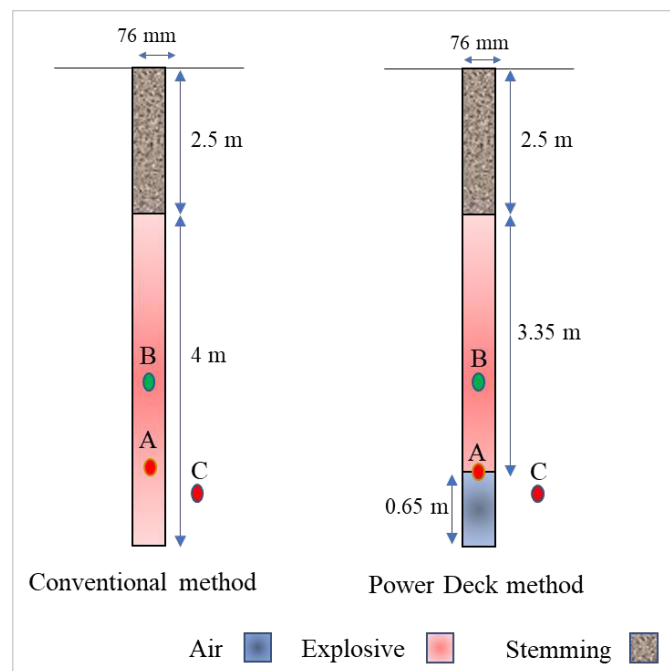 76 mm
76 mm
2.5 m
2.5 m
3.35 m
B
4 m
B
A
C
A
C
0.65 m
Conventional method
Power Deck method
Air
Explosive
Stemming